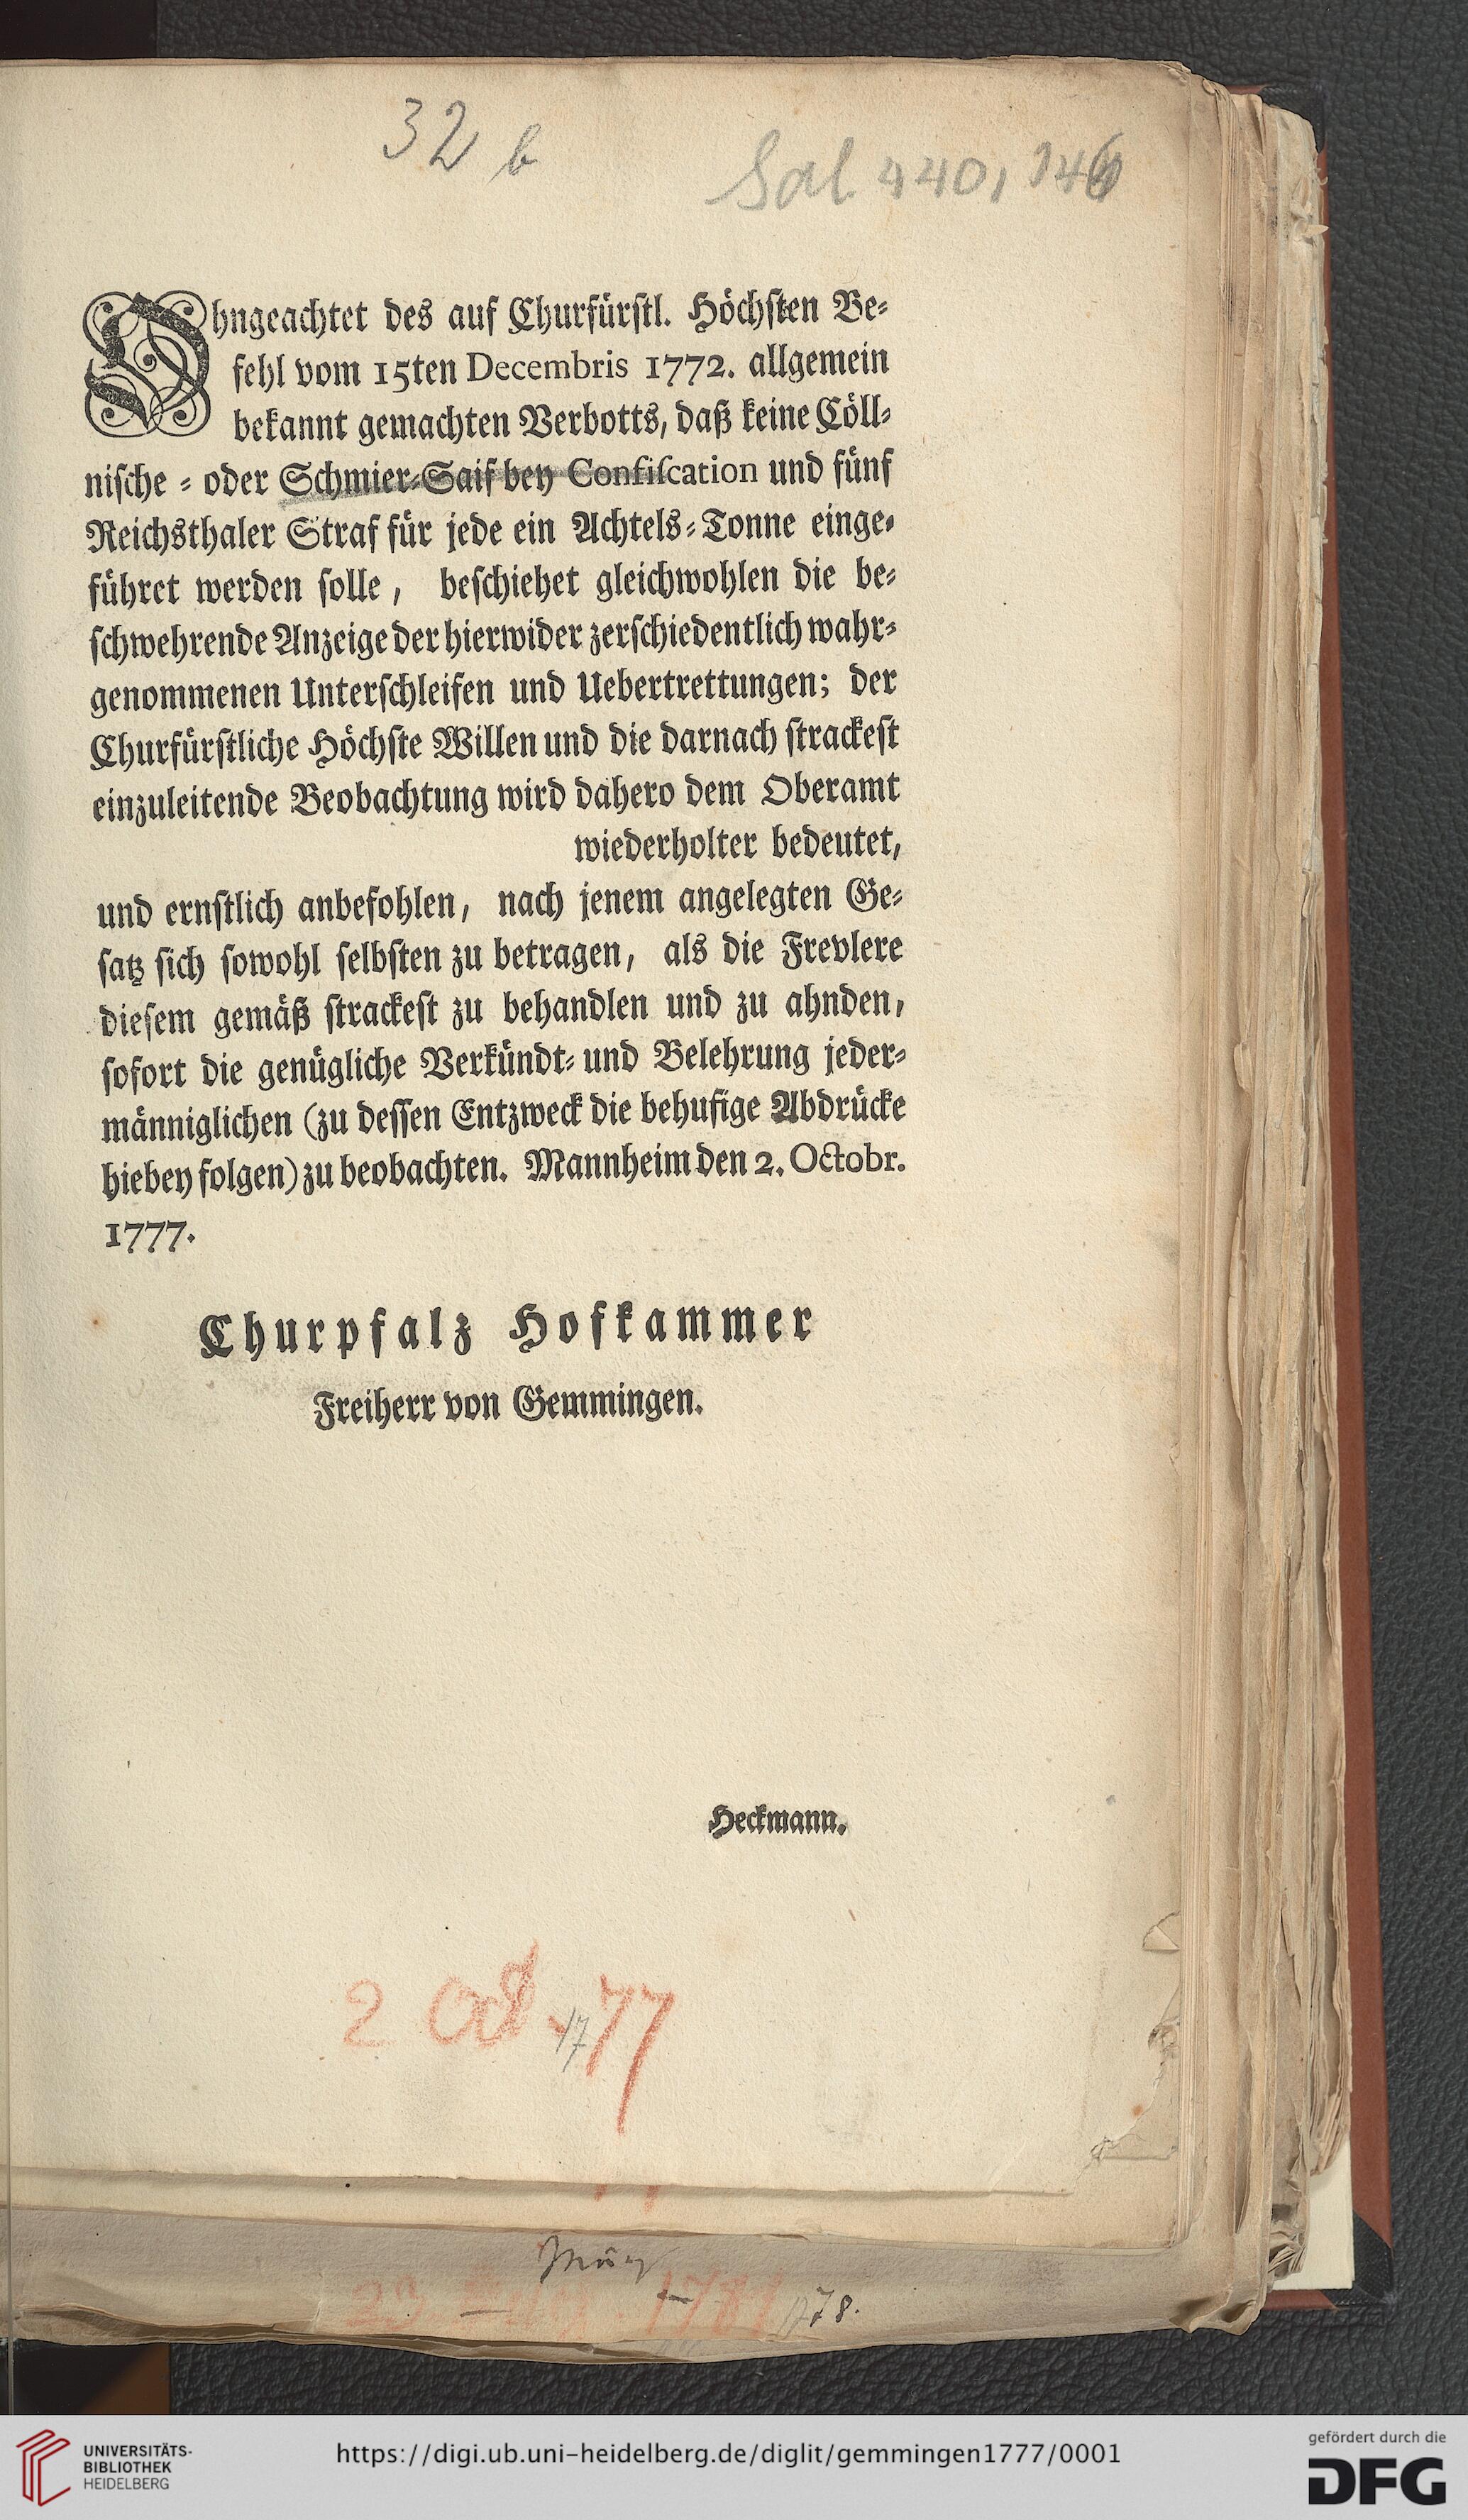 32 b
Sal. 440, 146
Ohngeachtet des auf Churfürstl. Höchsten Be-
fehl vom 15ten Decembris 1772. allgemein
bekannt gemachten Verbotts, daß keine Cöll-
nische - oder Schmier-Saif bey Confiſcation und fünf
Reichsthaler Straf für jede ein Achtels-Tonne einge-
führet werden solle, beschiehet gleichwohlen die be-
schwehrende Anzeige der hierwider zerschiedentlich wahr-
genommenen Unterschleifen und Uebertrettungen; der
Churfürstliche Höchste Willen und die darnach strackest
einzuleitende Beobachtung wird dahero dem Oberamt
wiederholter bedeutet,
und ernstlich anbefohlen, nach jenem angelegten Ge-
satz sich sowohl selbsten zu betragen, als die Frevlere
diesem gemäß strackest zu behandlen und zu ahnden,
sofort die genügliche Verkündt- und Belehrung jeder-
männiglichen (zu dessen Entzweck die behufige Abdrücke
hiebey folgen) zu beobachten. Mannheim den 2. Octobr.
1777.
Churpfalz Hofkammer
Freiherr von Gemmingen.
Heckmann.
2 Oct. 1777
1781
178.
UNIVERSITÄTS-
BIBLIOTHEK
HEIDELBERG
https://digi.ub.uni-heidelberg.de/diglit/gemmingen1777/0001
gefördert durch die
DFG